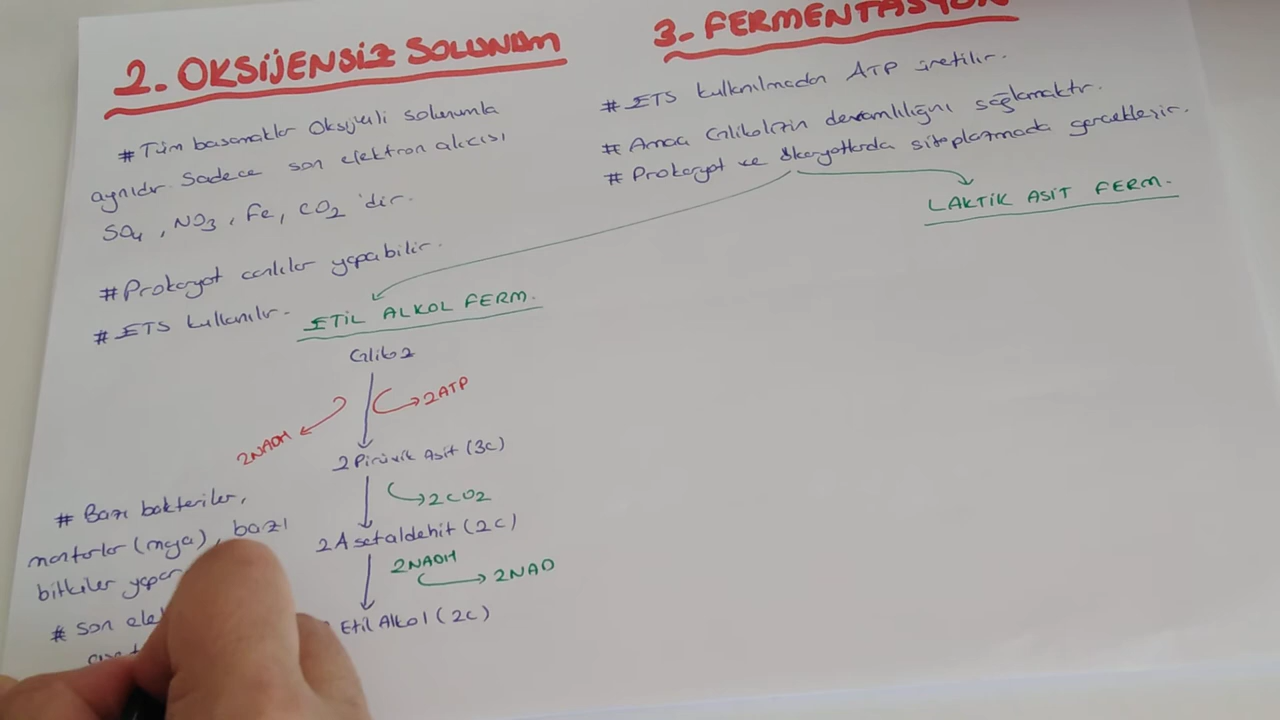 2. OKSİJENSİZ SOLUNUM
# Tüm basamaklar Oksijenli solunumla
aynıdır. Sadece son elektron alıcısı
SO4, NO3, Fe, CO2 'dir.
# Prokaryot canlılar yapabilir.
# ETS kullanılır.
3. FERMENTASYON
# ETS kullanılmadan ATP üretilir.
# Amaç Glikolizin devamlılığını sağlamaktır.
# Prokaryot ve ökaryotlarda sitoplazmada gerçekleşir.
ETİL ALKOL FERM.
LAKTİK ASİT FERM.
Glikoz
2ATP
2NADH
2 Pirüvik Asit (3c)
2CO2
2 Asetaldehit (2c)
2NADH
2NAD
Etil Alkol (2c)
# Bazı bakteriler,
mantarlar (maya), bazı
bitkiler yapar
# Son